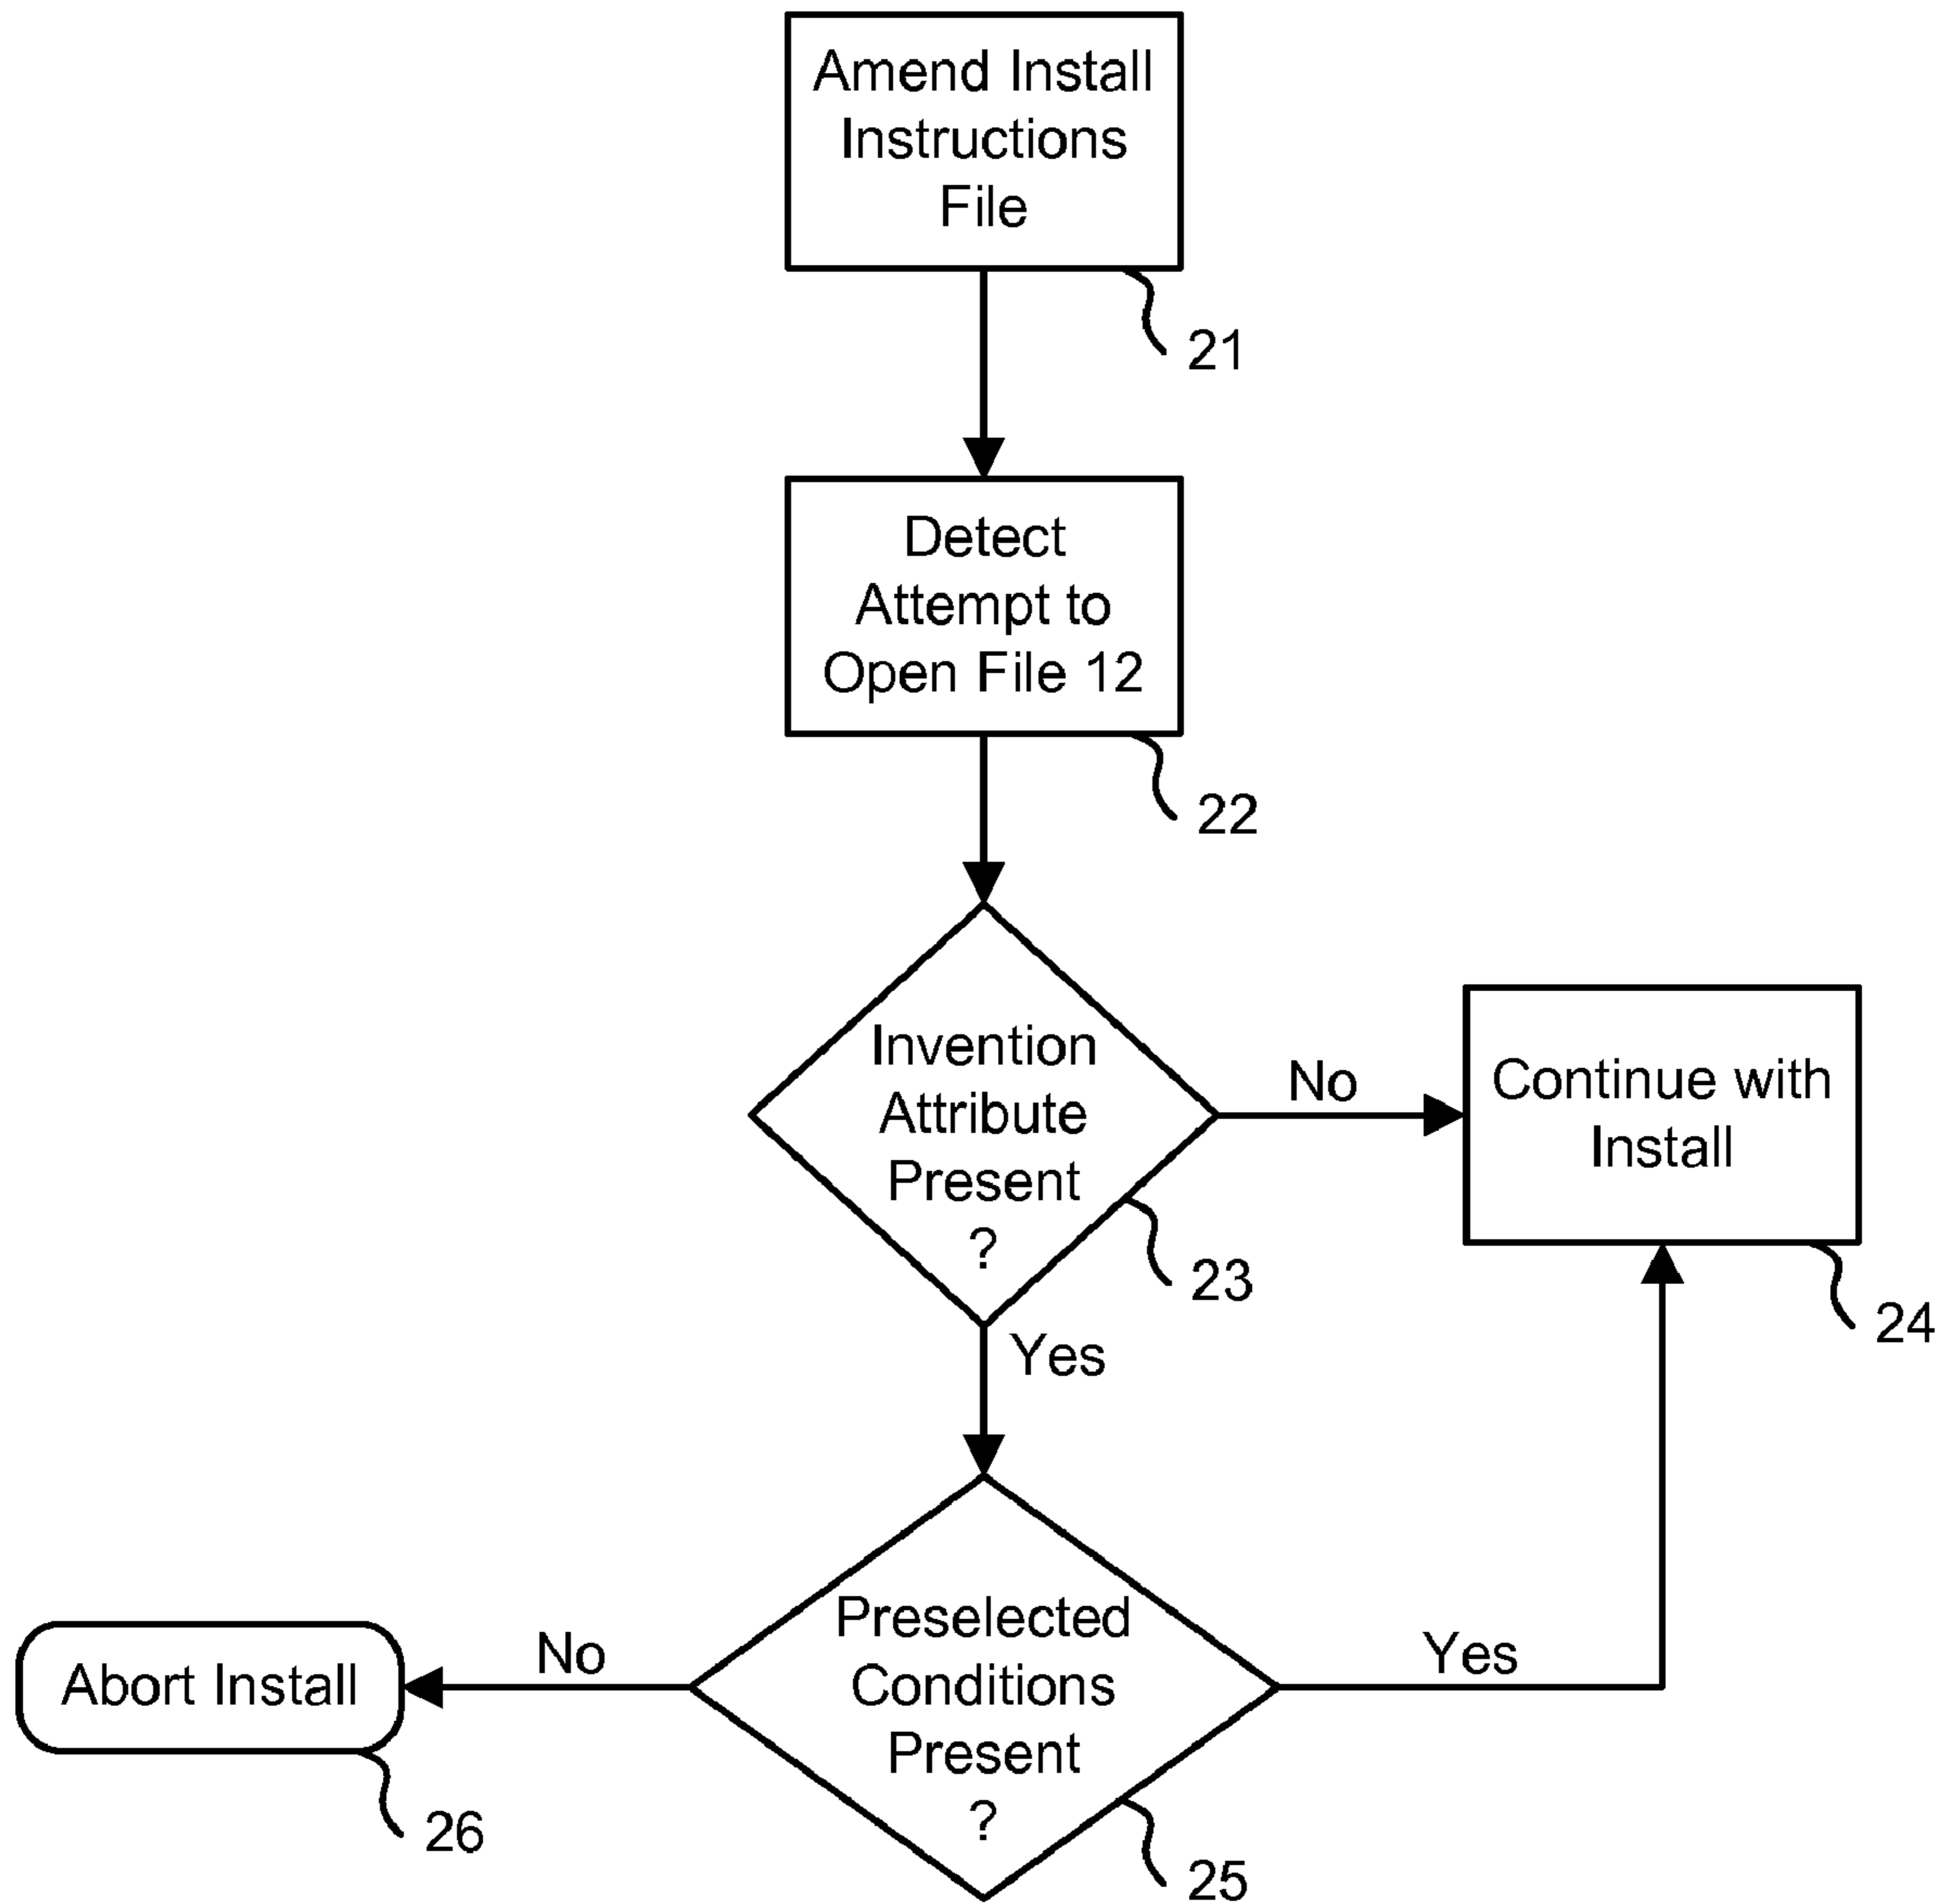 Amend Install
Instructions
File
21
Detect
Attempt to
Open File 12
22
Invention
Attribute
Present
?
23
No
Continue with
Install
24
Yes
Preselected
Conditions
Present
?
25
No
Abort Install
26
Yes